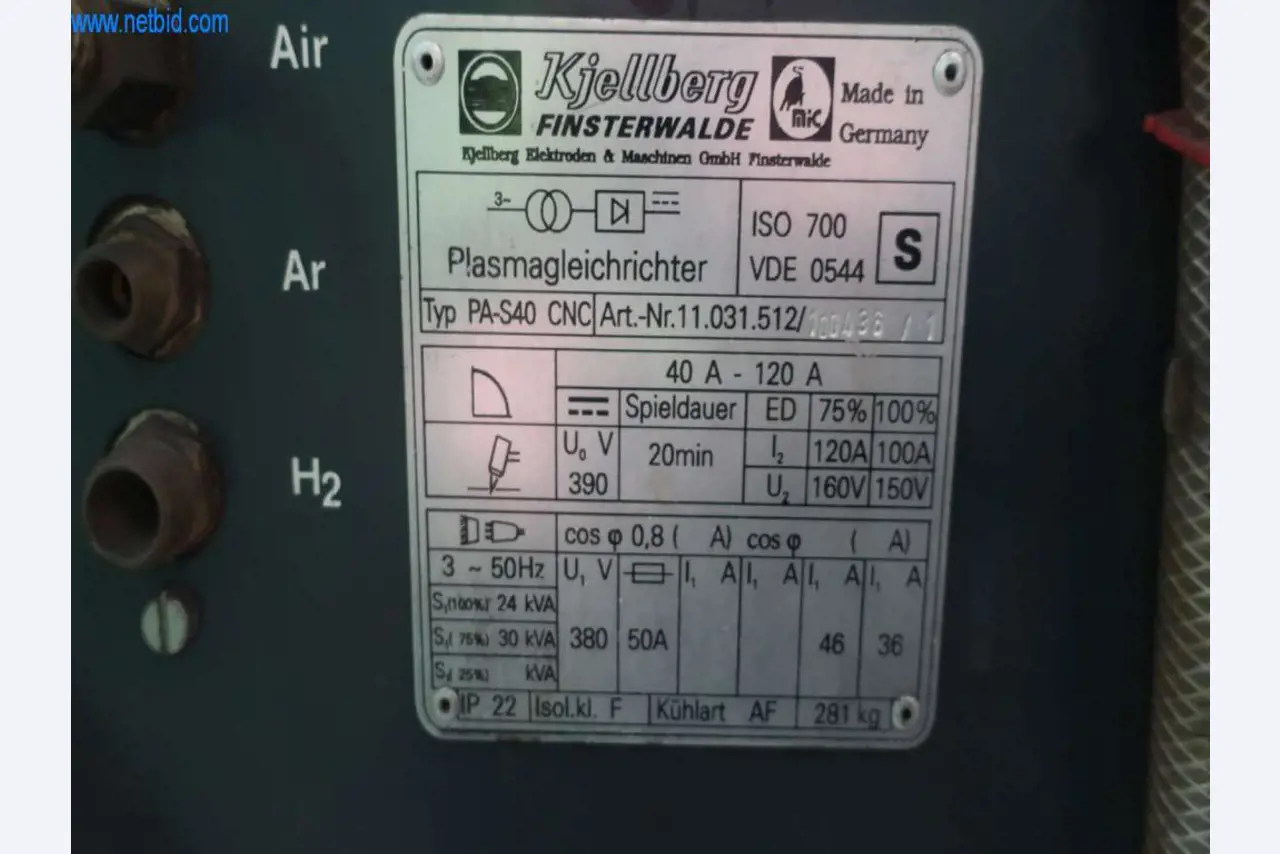 www.netbid.com
Air
Ar
H2
Kjellberg
FINSTERWALDE
MiC
Made in
Germany
Kjellberg Elektroden & Maschinen GmbH Finsterwalde
3~
Plasmagleichrichter
ISO 700
VDE 0544
S
Typ PA-S40 CNC Art.-Nr.11.031.512/ / 1
40 A - 120 A
Spieldauer ED 75% 100%
U₀ V
390
20min
I₂ 120A 100A
U₂ 160V 150V
cos φ 0,8 ( A) cos φ ( A)
3 ~ 50Hz U₁ V I₁ A I₁ A I₁ A I₁ A
S₁(100%) 24 kVA
S₁( 75%) 30 kVA 380 50A 46 36
S₁( 25%) kVA
IP 22 Isol.kl. F Kühlart AF 281 kg